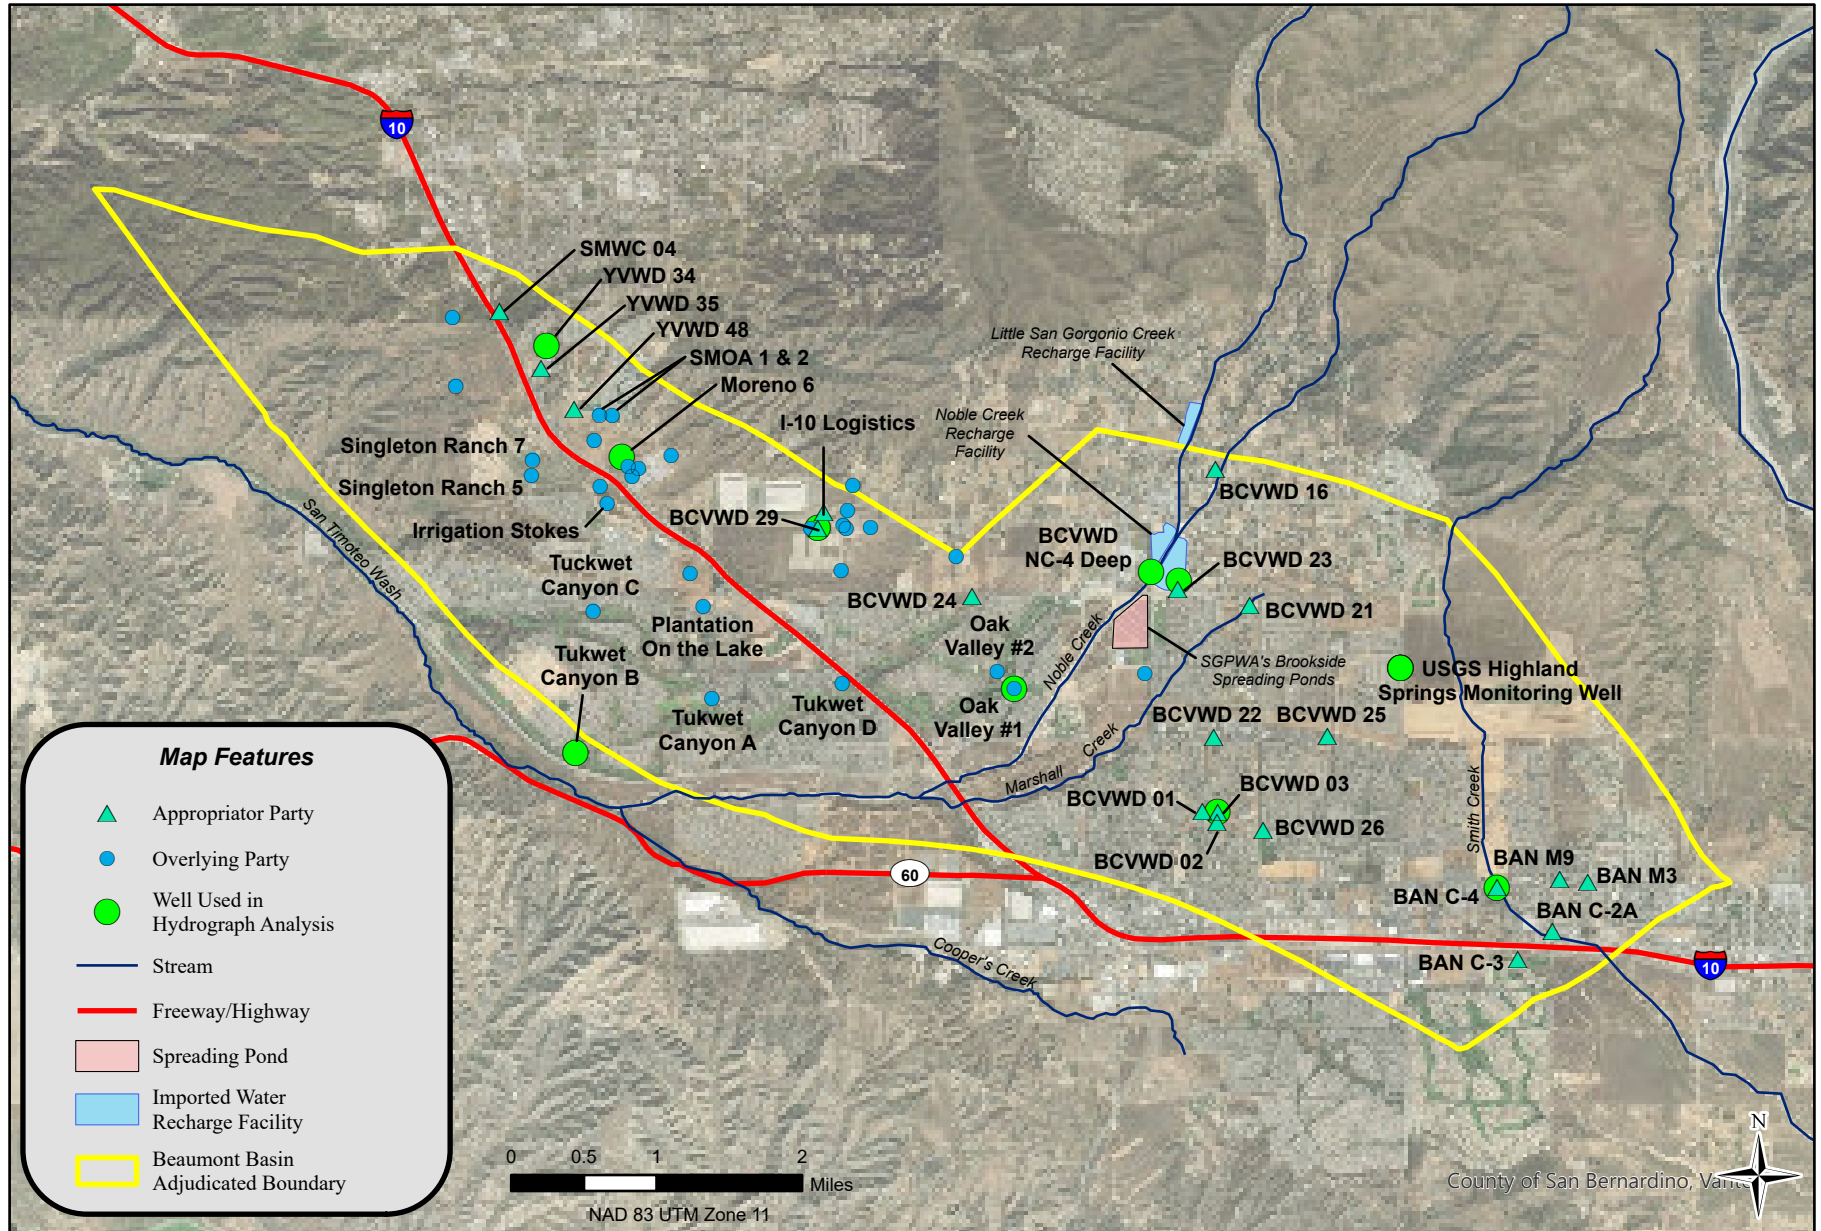 10
SMWC 04
YVWD 34
YVWD 35
YVWD 48
SMOA 1 & 2
Moreno 6
I-10 Logistics
Little San Gorgonio Creek
Recharge Facility
Noble Creek
Recharge
Facility
Singleton Ranch 7
Singleton Ranch 5
Irrigation Stokes
San Timoteo Wash
BCVWD 29
BCVWD 16
BCVWD
NC-4 Deep
BCVWD 23
Tuckwet
Canyon C
BCVWD 24
BCVWD 21
Plantation
On the Lake
Oak
Valley #2
Noble Creek
SGPWA's Brookside
Spreading Ponds
USGS Highland
Springs Monitoring Well
Tukwet
Canyon B
Tukwet
Canyon A
Tukwet
Canyon D
Oak
Valley #1
BCVWD 22
BCVWD 25
Marshall
Creek
BCVWD 01
BCVWD 03
BCVWD 26
BCVWD 02
Smith Creek
BAN M9
BAN M3
BAN C-4
BAN C-2A
BAN C-3
60
Cooper's Creek
10
Map Features
Appropriator Party
Overlying Party
Well Used in
Hydrograph Analysis
Stream
Freeway/Highway
Spreading Pond
Imported Water
Recharge Facility
Beaumont Basin
Adjudicated Boundary
0 0.5 1 2
Miles
NAD 83 UTM Zone 11
N
County of San Bernardino,